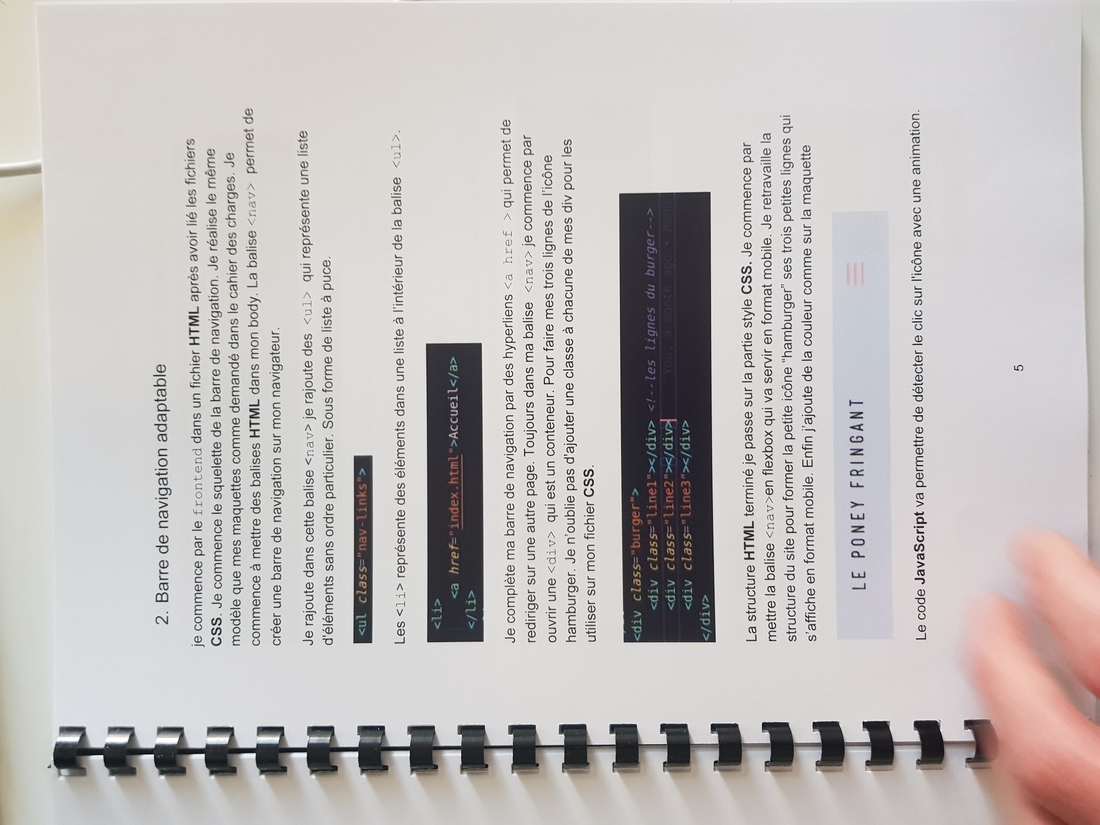 2. Barre de navigation adaptable
je commence par le frontend dans un fichier HTML après avoir lié les fichiers
CSS. Je commence le squelette de la barre de navigation. Je réalise le même
modèle que mes maquettes comme demandé dans le cahier des charges. Je
commence à mettre des balises HTML dans mon body. La balise <nav> permet de
créer une barre de navigation sur mon navigateur.
Je rajoute dans cette balise <nav> je rajoute des <ul> qui représente une liste
d'éléments sans ordre particulier. Sous forme de liste à puce.
<ul class="nav-links">
Les <li> représente des éléments dans une liste à l'intérieur de la balise <ul>.
<li>
<a href="index.html">Accueil</a>
</li>
Je complète ma barre de navigation par des hyperliens <a href > qui permet de
rediriger sur une autre page. Toujours dans ma balise <nav> je commence par
ouvrir une <div> qui est un conteneur. Pour faire mes trois lignes de l'icône
hamburger. Je n'oublie pas d'ajouter une classe à chacune de mes div pour les
utiliser sur mon fichier CSS.
<div class="burger">
<div class="line1"></div> <!--les lignes du burger-->
<div class="line2"></div> You, a month ago • Menu
<div class="line3"></div>
</div>
La structure HTML terminé je passe sur la partie style CSS. Je commence par
mettre la balise <nav>en flexbox qui va servir en format mobile. Je retravaille la
structure du site pour former la petite icône “hamburger” ses trois petites lignes qui
s'affiche en format mobile. Enfin j'ajoute de la couleur comme sur la maquette
LE PONEY FRINGANT
Le code JavaScript va permettre de détecter le clic sur l'icône avec une animation.
5